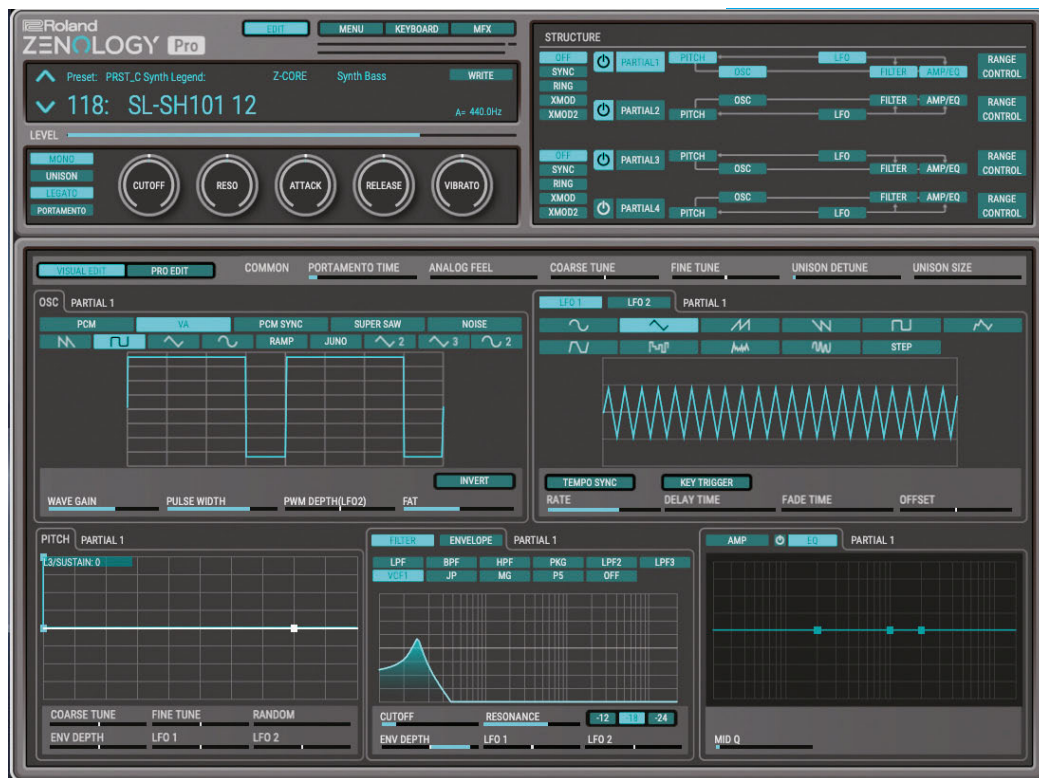 Roland
ZENOLOGY Pro
EDIT MENU KEYBOARD MFX
Preset: PRST_C Synth Legend: Z-CORE Synth Bass WRITE
118: SL-SH101 12 A= 440.0Hz
LEVEL
MONO
UNISON
LEGATO
PORTAMENTO
CUTOFF RESO ATTACK RELEASE VIBRATO
STRUCTURE
OFF PARTIAL1 PITCH LFO RANGE
SYNC OSC FILTER AMP/EQ CONTROL
RING
XMOD PARTIAL2 OSC FILTER AMP/EQ RANGE
XMOD2 PITCH LFO CONTROL
OFF PARTIAL3 PITCH LFO RANGE
SYNC OSC FILTER AMP/EQ CONTROL
RING
XMOD PARTIAL4 OSC FILTER AMP/EQ RANGE
XMOD2 PITCH LFO CONTROL
VISUAL EDIT PRO EDIT COMMON PORTAMENTO TIME ANALOG FEEL COARSE TUNE FINE TUNE UNISON DETUNE UNISON SIZE
OSC PARTIAL 1
PCM VA PCM SYNC SUPER SAW NOISE
RAMP JUNO 2 3 2
INVERT
WAVE GAIN PULSE WIDTH PWM DEPTH(LFO2) FAT
LFO 1 LFO 2 PARTIAL 1
STEP
TEMPO SYNC KEY TRIGGER
RATE DELAY TIME FADE TIME OFFSET
PITCH PARTIAL 1
L3/SUSTAIN: 0
COARSE TUNE FINE TUNE RANDOM
ENV DEPTH LFO 1 LFO 2
FILTER ENVELOPE PARTIAL 1
LPF BPF HPF PKG LPF2 LPF3
VCF1 JP MG P5 OFF
CUTOFF RESONANCE -12 -18 -24
ENV DEPTH LFO 1 LFO 2
AMP EQ PARTIAL 1
MID Q